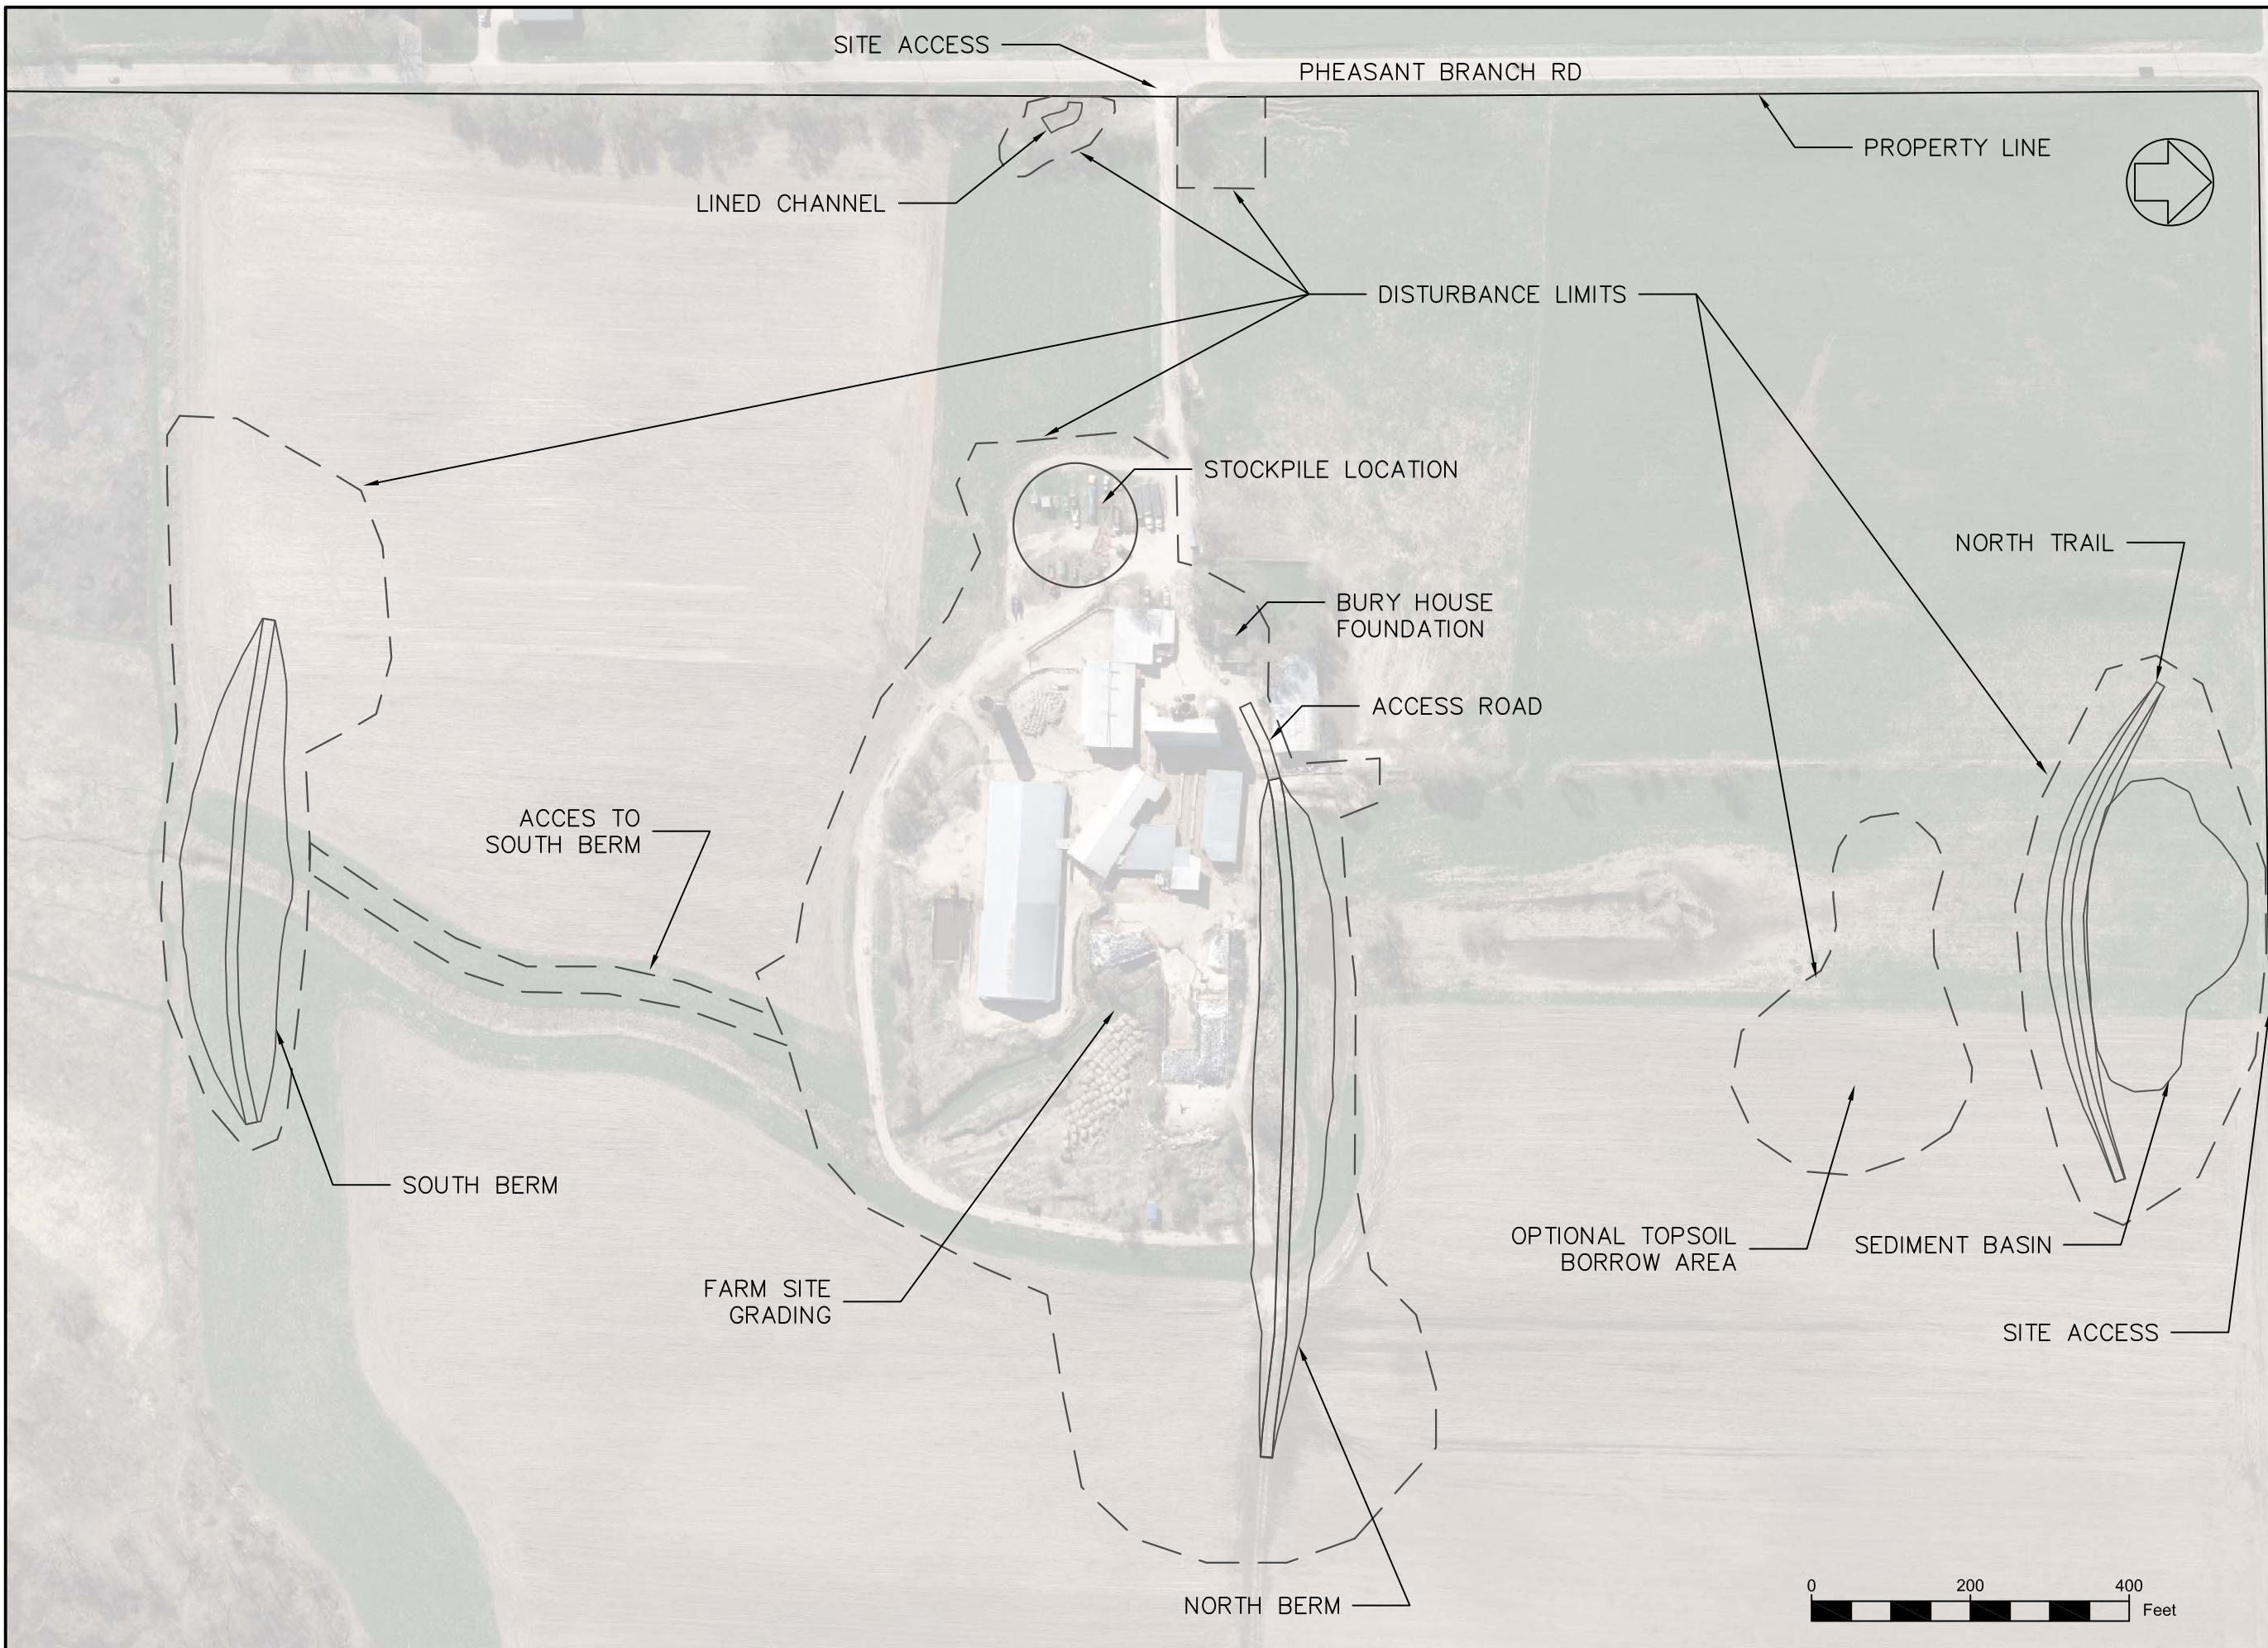 SITE ACCESS
PHEASANT BRANCH RD
PROPERTY LINE
LINED CHANNEL
DISTURBANCE LIMITS
STOCKPILE LOCATION
NORTH TRAIL
BURY HOUSE
FOUNDATION
ACCESS ROAD
ACCES TO
SOUTH BERM
SOUTH BERM
OPTIONAL TOPSOIL
BORROW AREA
SEDIMENT BASIN
FARM SITE
GRADING
SITE ACCESS
NORTH BERM
0 200 400
Feet